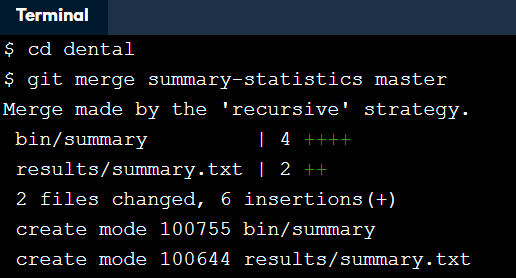 Terminal
$ cd dental
$ git merge summary-statistics master
Merge made by the 'recursive' strategy.
 bin/summary         | 4 ++++
 results/summary.txt | 2 ++
 2 files changed, 6 insertions(+)
 create mode 100755 bin/summary
 create mode 100644 results/summary.txt